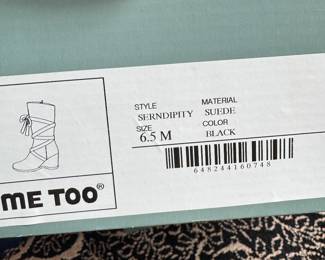 STYLE MATERIAL
SERNDIPITY SUEDE
SIZE COLOR
6.5 M BLACK
648244160748
ME TOO®